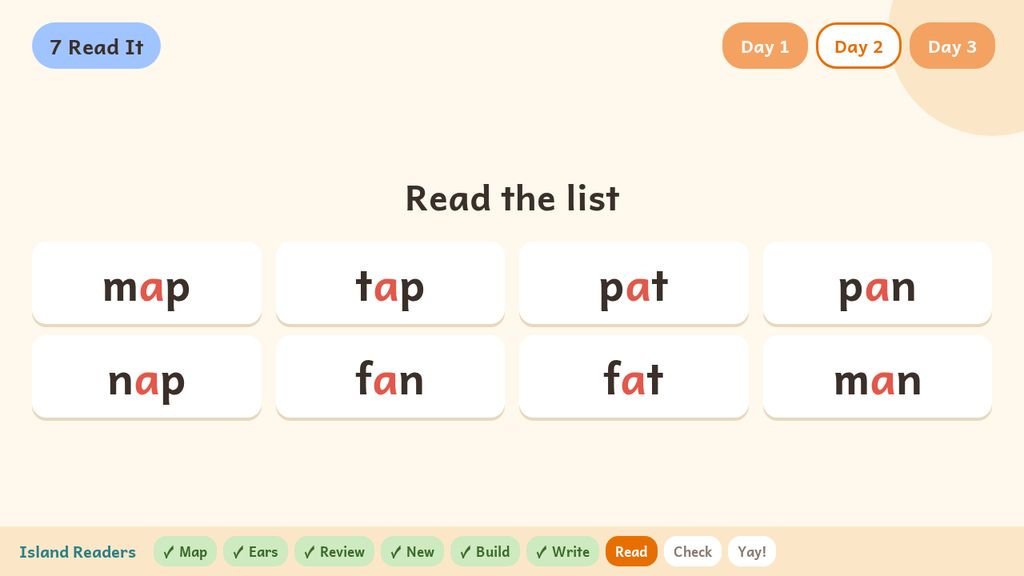 7 Read It
Day 1 Day 2 Day 3
Read the list
map tap pat pan
nap fan fat man
Island Readers ✓ Map ✓ Ears ✓ Review ✓ New ✓ Build ✓ Write Read Check Yay!